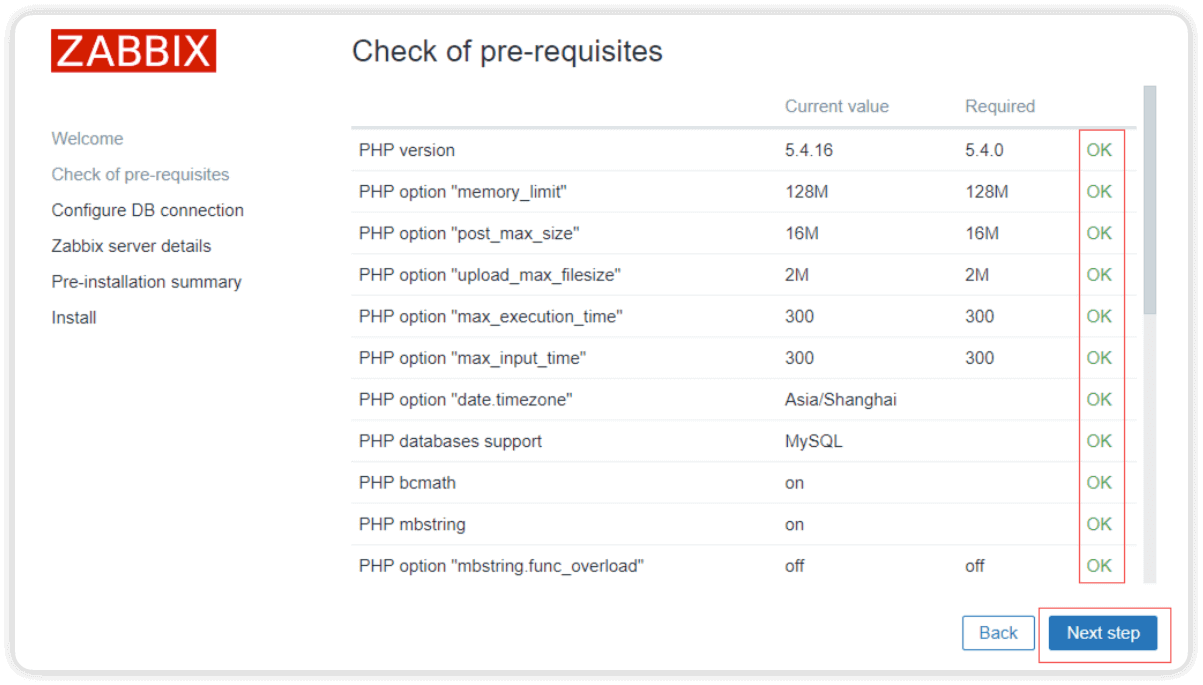 ZABBIX
Check of pre-requisites
Welcome
Check of pre-requisites
Configure DB connection
Zabbix server details
Pre-installation summary
Install
Current value Required
PHP version 5.4.16 5.4.0 OK
PHP option "memory_limit" 128M 128M OK
PHP option "post_max_size" 16M 16M OK
PHP option "upload_max_filesize" 2M 2M OK
PHP option "max_execution_time" 300 300 OK
PHP option "max_input_time" 300 300 OK
PHP option "date.timezone" Asia/Shanghai OK
PHP databases support MySQL OK
PHP bcmath on OK
PHP mbstring on OK
PHP option "mbstring.func_overload" off off OK
Back Next step